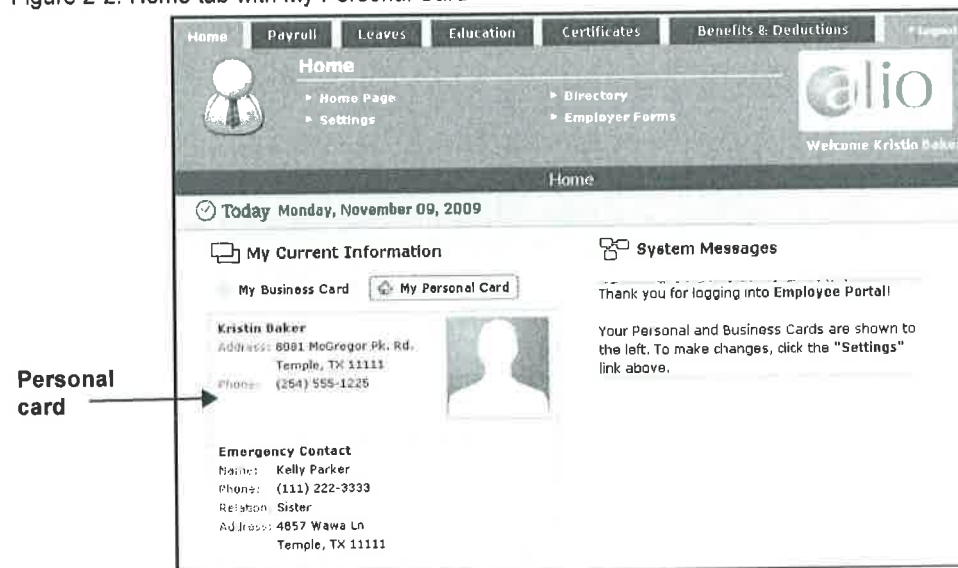 Figure 2-2. Home tab with My Personal Card
Home Payroll Leaves Education Certificates Benefits & Deductions Logout
Home
Home Page Directory
Settings Employer Forms
alio
Welcome Kristin Baker
Home
Today Monday, November 09, 2009
My Current Information
My Business Card My Personal Card
Kristin Baker
Address: 8981 McGregor Pk. Rd.
Temple, TX 11111
Phone: (254) 555-1225
Emergency Contact
Name: Kelly Parker
Phone: (111) 222-3333
Relation Sister
Address: 4857 Wawa Ln
Temple, TX 11111
System Messages
Thank you for logging into Employee Portal!
Your Personal and Business Cards are shown to
the left. To make changes, click the "Settings"
link above.
Personal
card